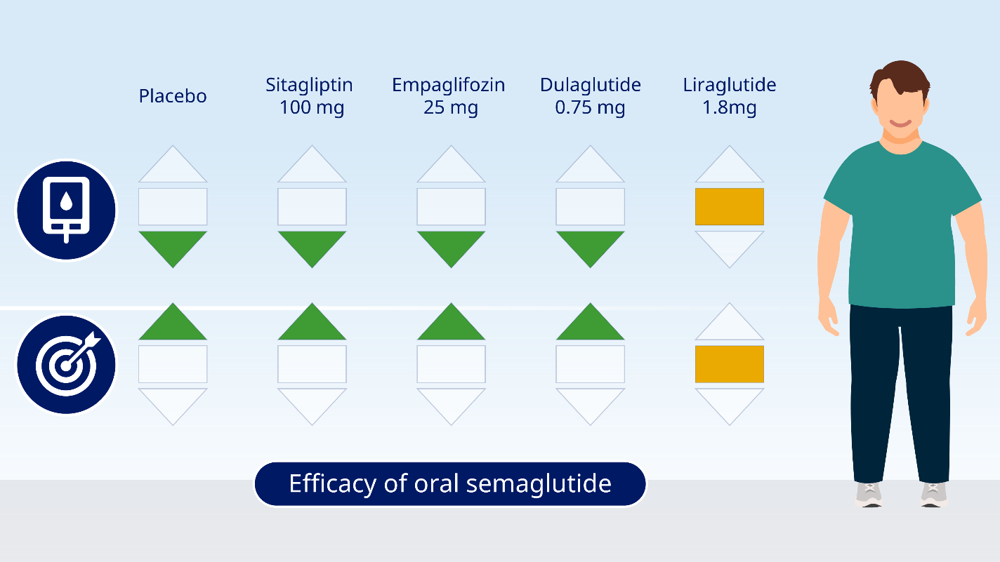 Placebo
Sitagliptin
100 mg
Empaglifozin
25 mg
Dulaglutide
0.75 mg
Liraglutide
1.8mg
Efficacy of oral semaglutide